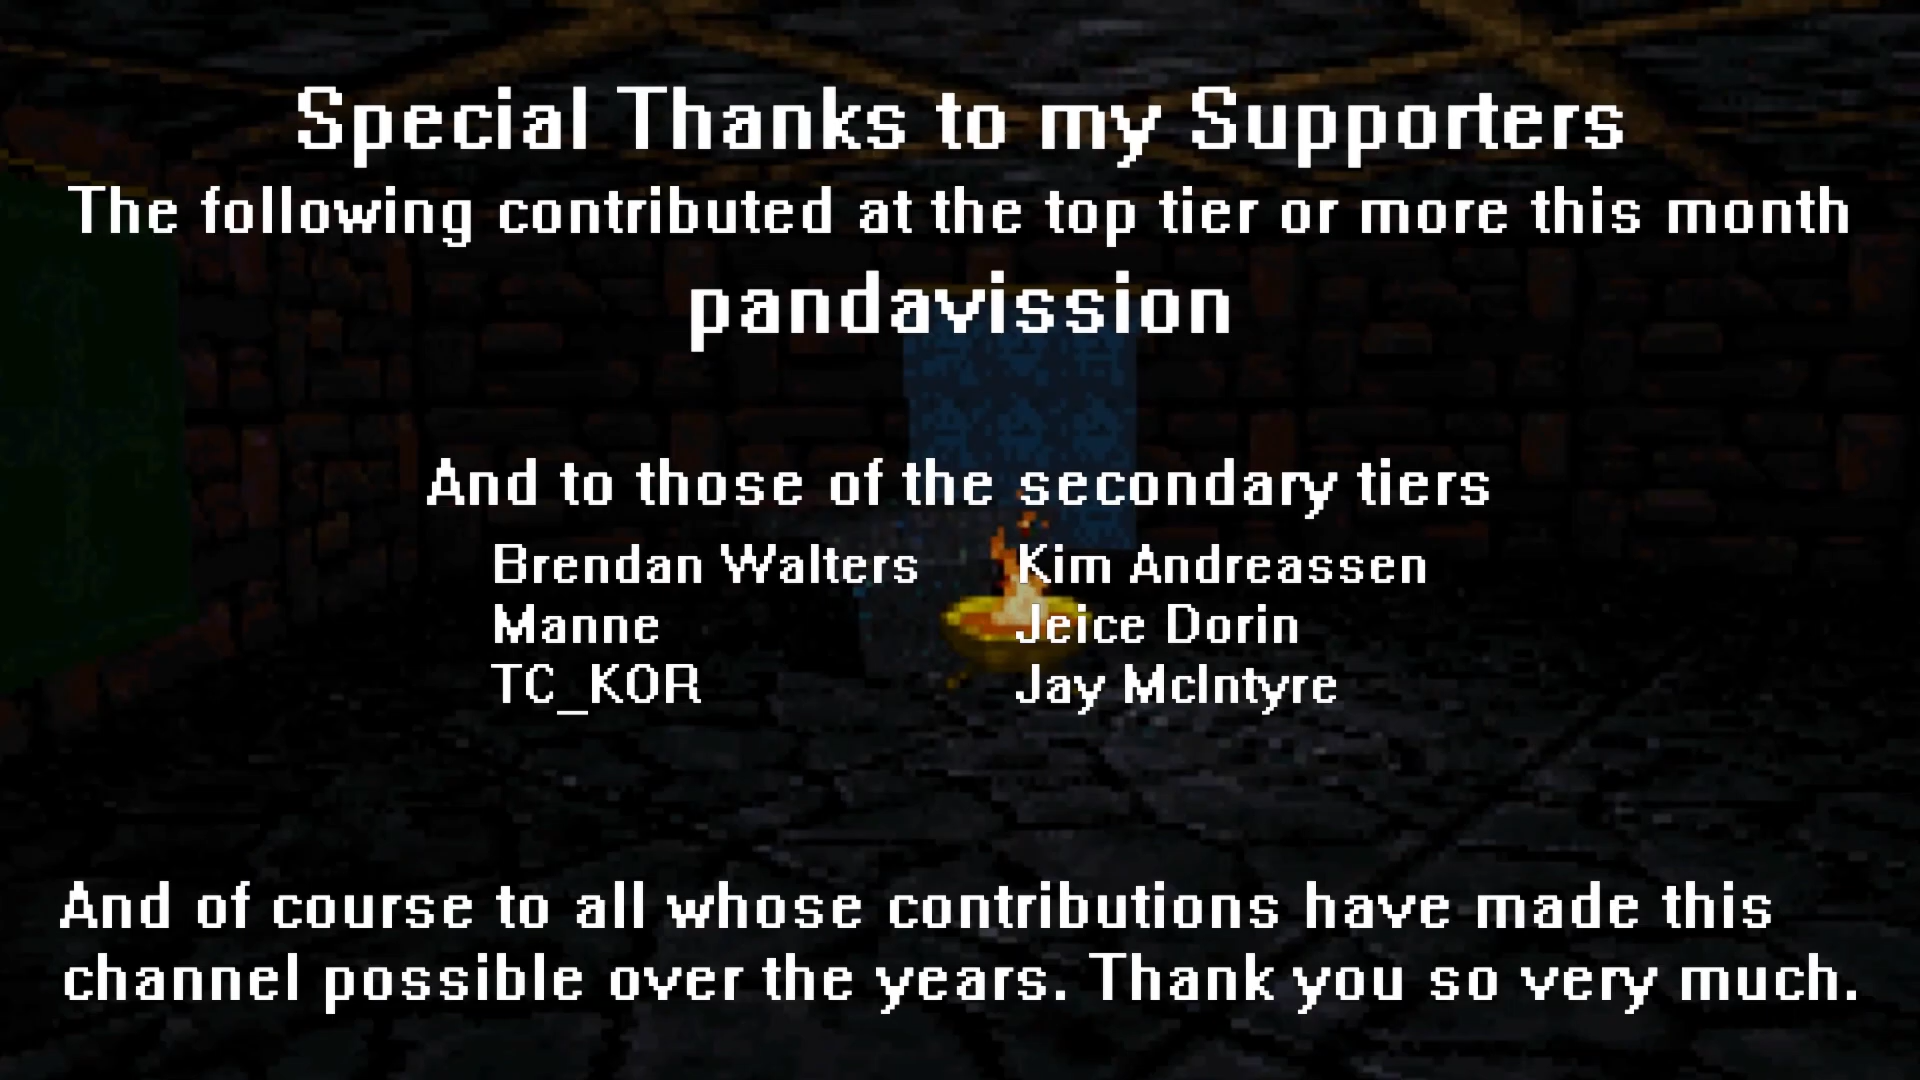 Special Thanks to my Supporters
The following contributed at the top tier or more this month
pandavission
And to those of the secondary tiers
Brendan Walters
Manne
TC_KOR
Kim Andreassen
Jeice Dorin
Jay McIntyre
And of course to all whose contributions have made this
channel possible over the years. Thank you so very much.